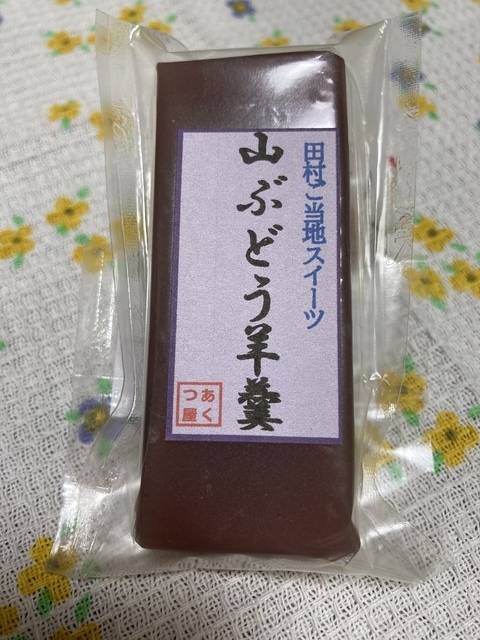 田村ご当地スイーツ
山ぶどう羊羹
あく
つ屋